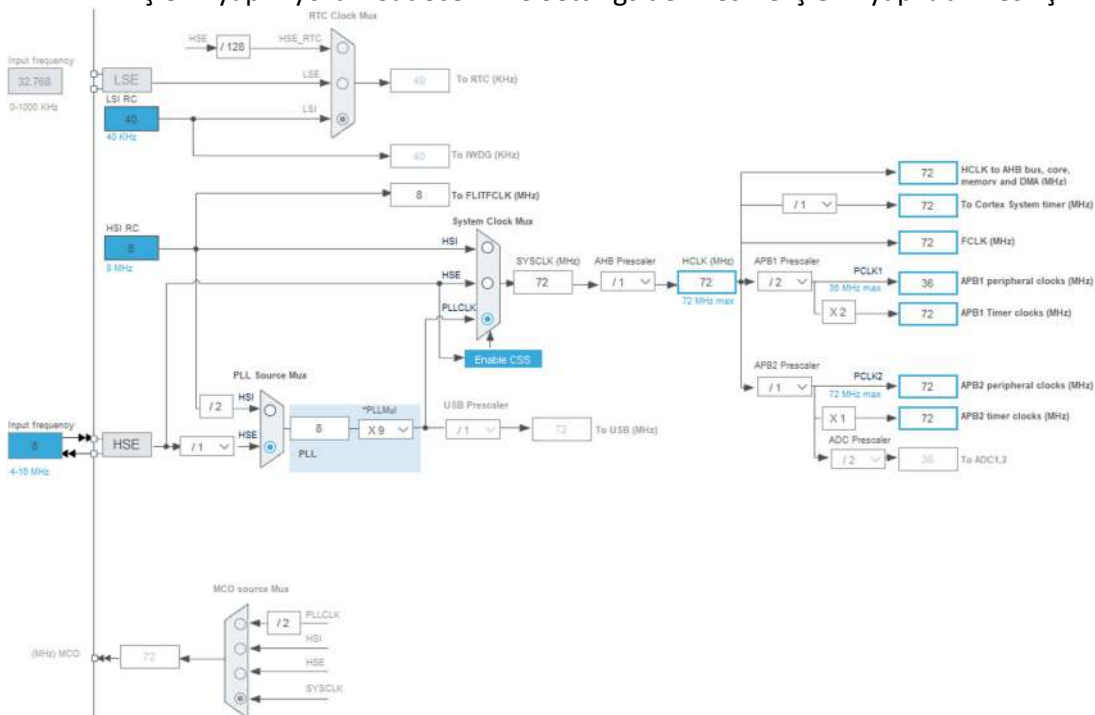 RTC Clock Mux
HSE
/ 128
HSE_RTC
Input frequency
32.768
0-1000 KHz
LSE
LSE
40
To RTC (KHz)
LSI RC
40
40 KHz
LSI
40
To IWDG (KHz)
8
To FLITFCLK (MHz)
HSI RC
8
8 MHz
System Clock Mux
HSI
HSE
PLLCLK
SYSCLK (MHz)
72
AHB Prescaler
/ 1
HCLK (MHz)
72
72 MHz max
Enable CSS
72
HCLK to AHB bus, core,
memory and DMA (MHz)
/ 1
72
To Cortex System timer (MHz)
72
FCLK (MHz)
APB1 Prescaler
/ 2
PCLK1
36 MHz max
36
APB1 peripheral clocks (MHz)
X 2
72
APB1 Timer clocks (MHz)
APB2 Prescaler
/ 1
PCLK2
72 MHz max
72
APB2 peripheral clocks (MHz)
X 1
72
APB2 timer clocks (MHz)
ADC Prescaler
/ 2
36
To ADC1,2
PLL Source Mux
/ 2
HSI
Input frequency
8
4-16 MHz
HSE
/ 1
HSE
8
*PLLMul
X 9
PLL
USB Prescaler
/ 1
72
To USB (MHz)
MCO source Mux
/ 2
PLLCLK
HSI
HSE
SYSCLK
(MHz) MCO
72